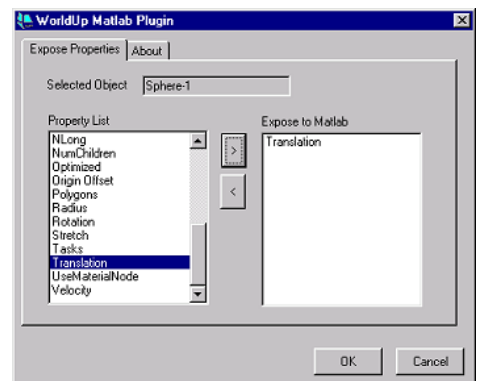 WorldUp Matlab Plugin
Expose Properties
About
Selected Object
Sphere-1
Property List
NLong
NumChildren
Optimized
Origin Offset
Polygons
Radius
Rotation
Stretch
Tasks
Translation
UseMaterialNode
Velocity
>
<
Expose to Matlab
Translation
OK
Cancel